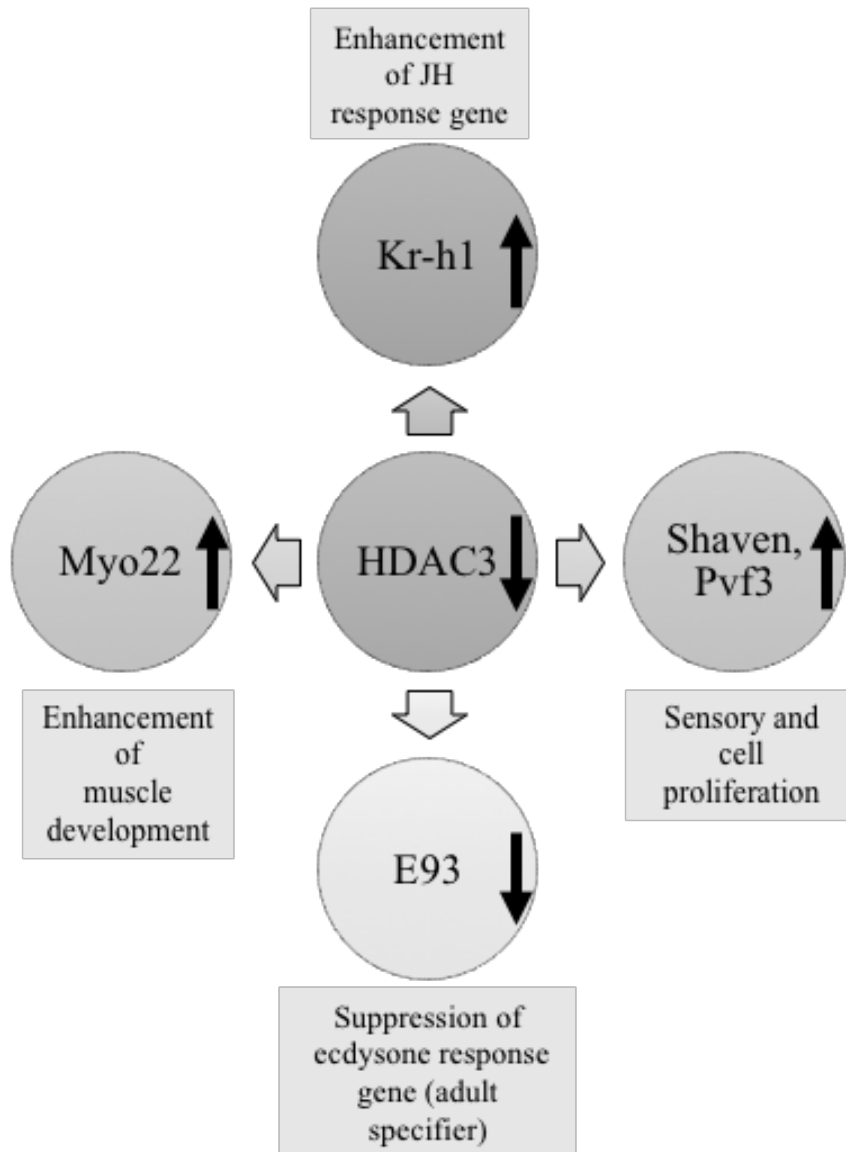 Enhancement
of JH
response gene
Kr-h1
Myo22
HDAC3
Shaven,
Pvf3
Enhancement
of
muscle
development
Sensory and
cell
proliferation
E93
Suppression of
ecdysone response
gene (adult
specifier)